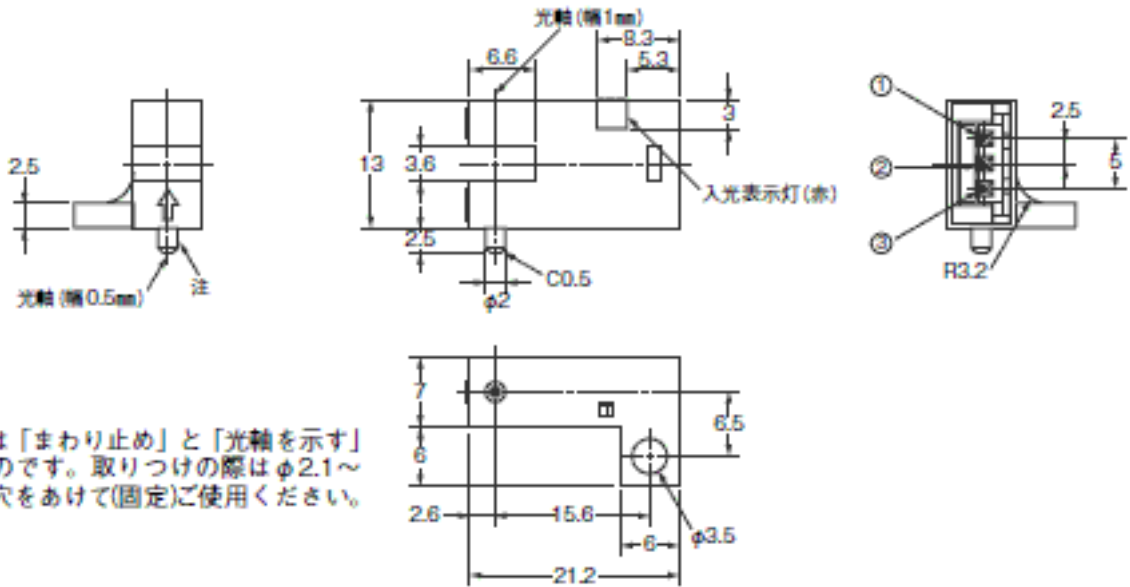 光軸(幅1mm)
8.3
6.6
5.3
①
2.5
3
2.5
13
3.6
②
5
入光表示灯(赤)
2.5
③
C0.5
R3.2
注
光軸(幅0.5mm)
φ2
7
6.5
は「まわり止め」と「光軸を示す」
6
のです。取りつけの際はφ2.1～
穴をあけて(固定)ご使用ください。
2.6
15.6
φ3.5
6
21.2